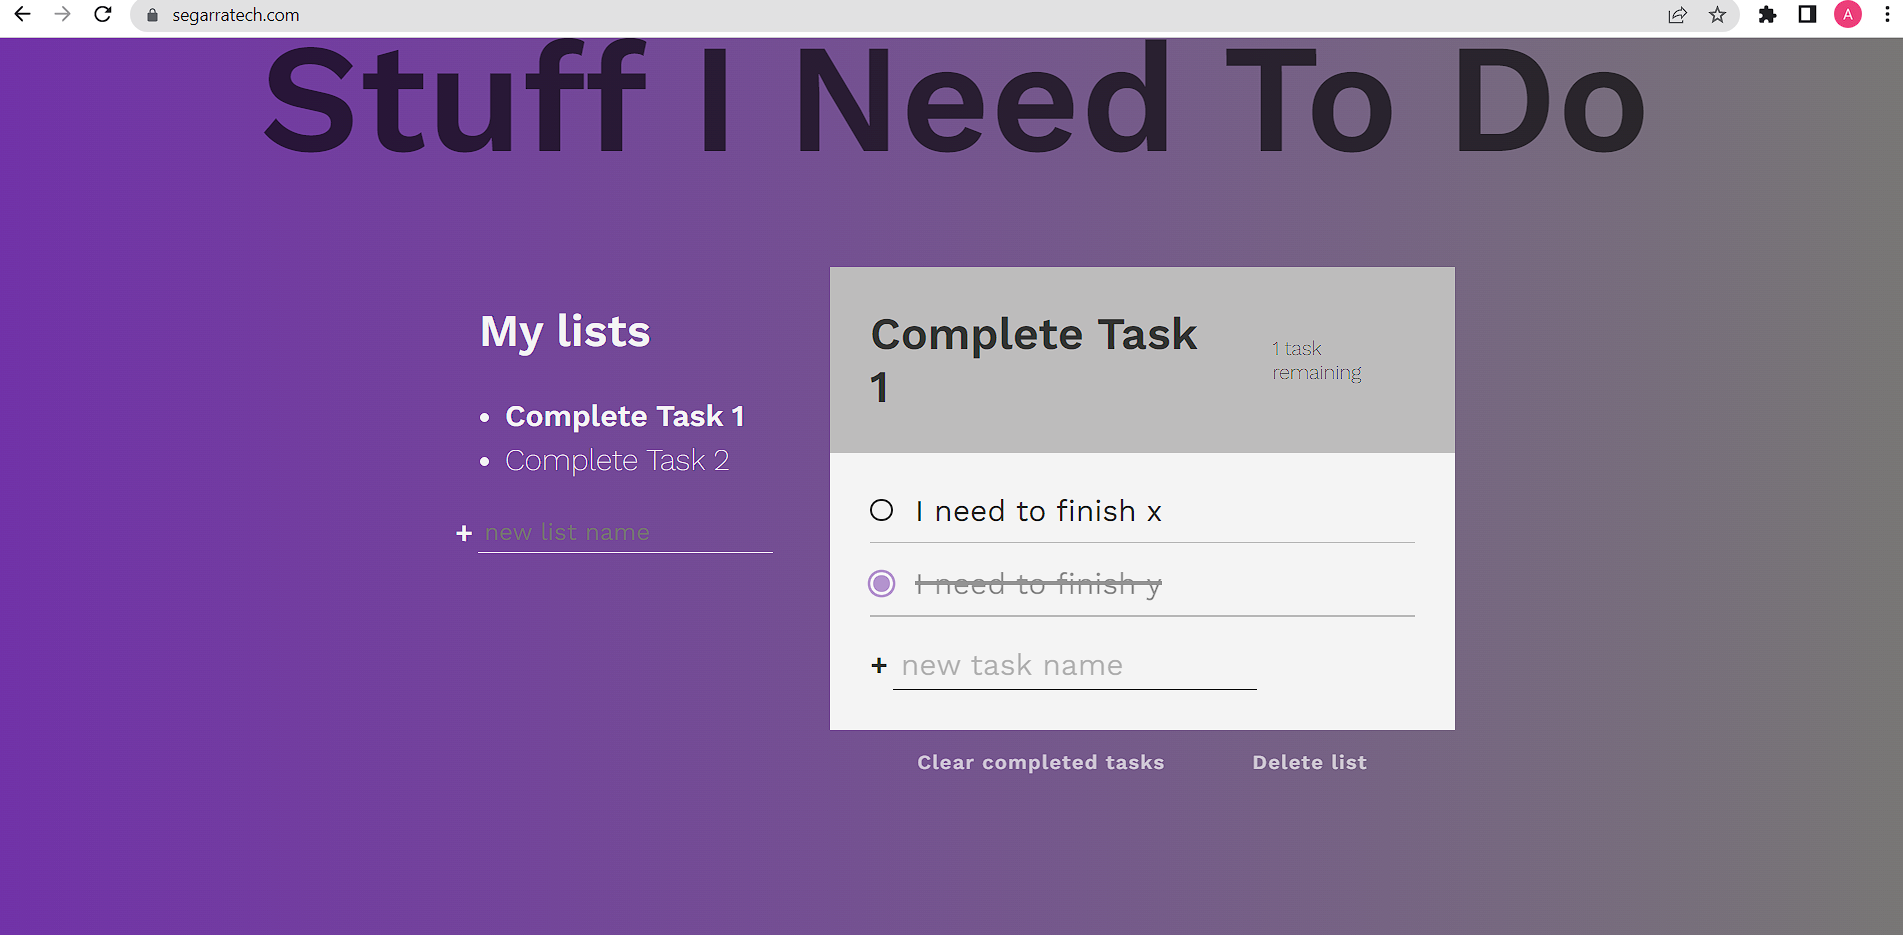 segarratech.com
A
Stuff I Need To Do
My lists
Complete Task 1
Complete Task 2
+ new list name
Complete Task
1
1 task
remaining
I need to finish x
I need to finish y
+ new task name
Clear completed tasks
Delete list